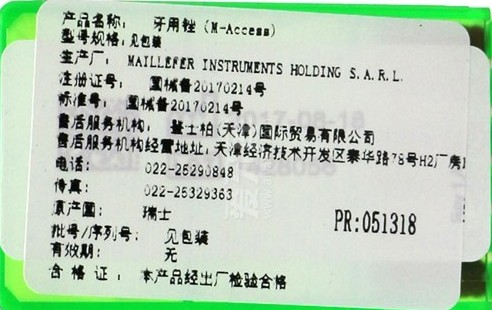 产品名称： 牙用锉（M-Access）
型号规格：见包装
生产厂： MAILLEFER INSTRUMENTS HOLDING S.A.R.L.
注册证号： 国械备20170214号
标准号： 国械备20170214号
售后服务机构： 登士柏(天津)国际贸易有限公司
售后服务机构经营地址：天津经济技术开发区泰华路78号H2厂房
电话： 022-25290848
传真： 022-25329363
原产国： 瑞士
PR:051318
批号/序列号： 见包装
有效期： 无
合格证： 本产品经出厂检验合格